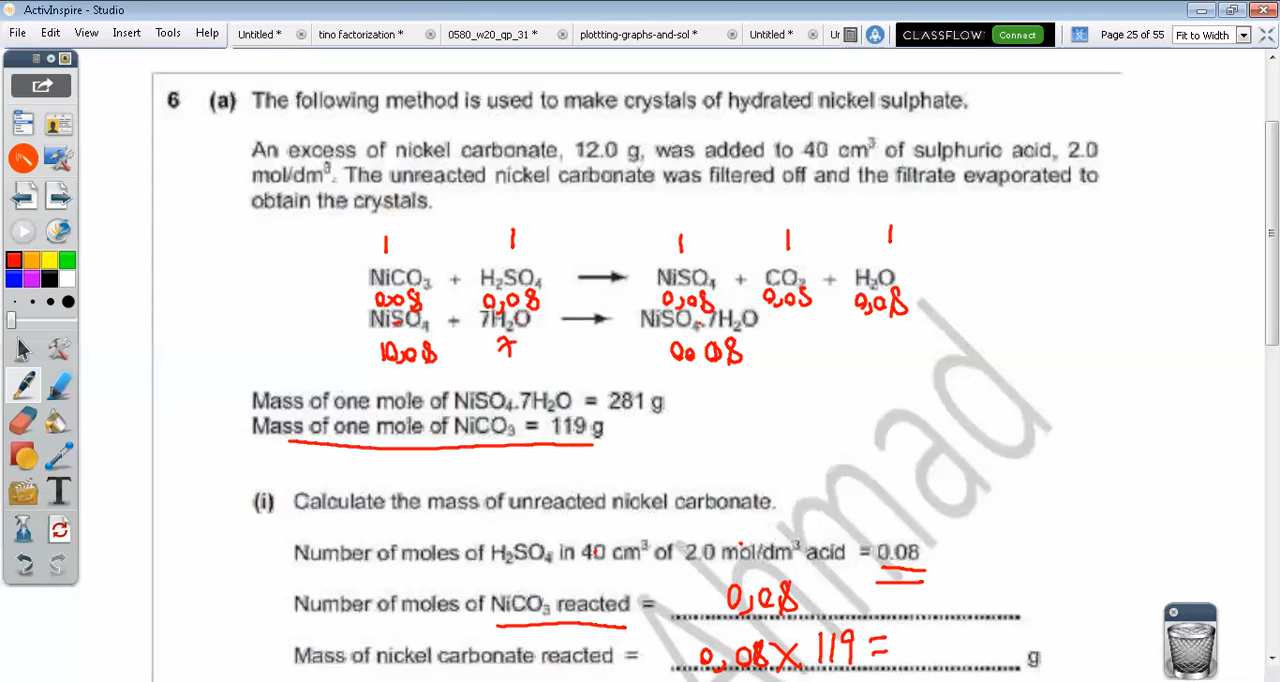 ActivInspire - Studio
File Edit View Insert Tools Help Untitled * tino factorization * 0580_w20_qp_31 * plottting-graphs-and-sol * Untitled * CLASSFLOW Connect Page 25 of 55 Fit to Width
6 (a) The following method is used to make crystals of hydrated nickel sulphate.
An excess of nickel carbonate, 12.0 g, was added to 40 cm³ of sulphuric acid, 2.0
mol/dm³. The unreacted nickel carbonate was filtered off and the filtrate evaporated to
obtain the crystals.
1 1 1 1 1
NiCO₃ + H₂SO₄ → NiSO₄ + CO₂ + H₂O
0,08 0,08 0,08 0,08 0,08
NiSO₄ + 7H₂O → NiSO₄.7H₂O
7
Mass of one mole of NiSO₄.7H₂O = 281 g
Mass of one mole of NiCO₃ = 119 g
(i) Calculate the mass of unreacted nickel carbonate.
Number of moles of H₂SO₄ in 40 cm³ of 2.0 mol/dm³ acid = 0.08
Number of moles of NiCO₃ reacted = 0,08
Mass of nickel carbonate reacted = 0,08 × 119 = g
Ahmad